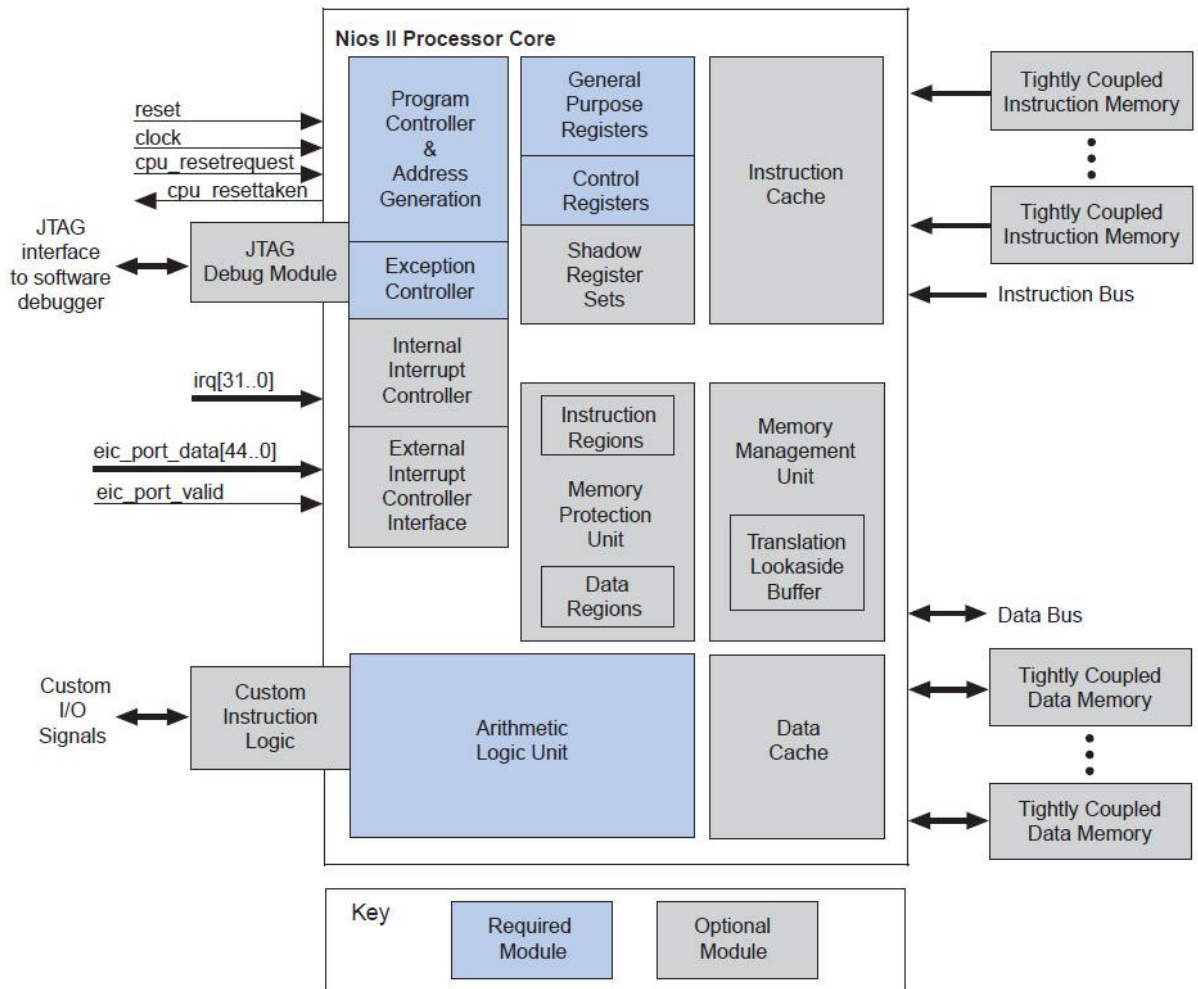 Nios II Processor Core
reset
clock
cpu_resetrequest
cpu_resettaken
JTAG
interface
to software
debugger
JTAG
Debug Module
irq[31..0]
eic_port_data[44..0]
eic_port_valid
Custom
I/O
Signals
Custom
Instruction
Logic
Program
Controller
&
Address
Generation
Exception
Controller
Internal
Interrupt
Controller
External
Interrupt
Controller
Interface
General
Purpose
Registers
Control
Registers
Shadow
Register
Sets
Instruction
Cache
Instruction
Regions
Memory
Protection
Unit
Data
Regions
Memory
Management
Unit
Translation
Lookaside
Buffer
Arithmetic
Logic Unit
Data
Cache
Tightly Coupled
Instruction Memory
Tightly Coupled
Instruction Memory
Instruction Bus
Data Bus
Tightly Coupled
Data Memory
Tightly Coupled
Data Memory
Key
Required
Module
Optional
Module